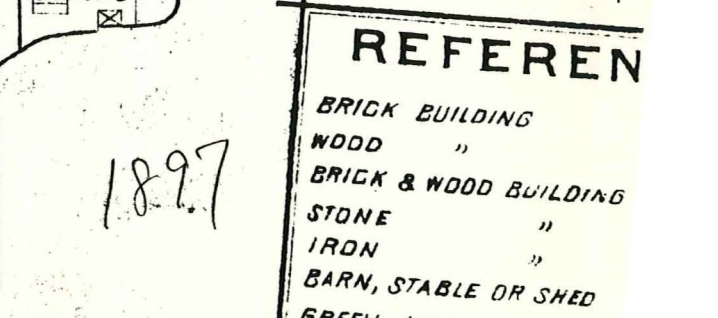 REFEREN
BRICK BUILDING
WOOD "
BRICK & WOOD BUILDING
STONE "
IRON "
BARN, STABLE OR SHED
1897